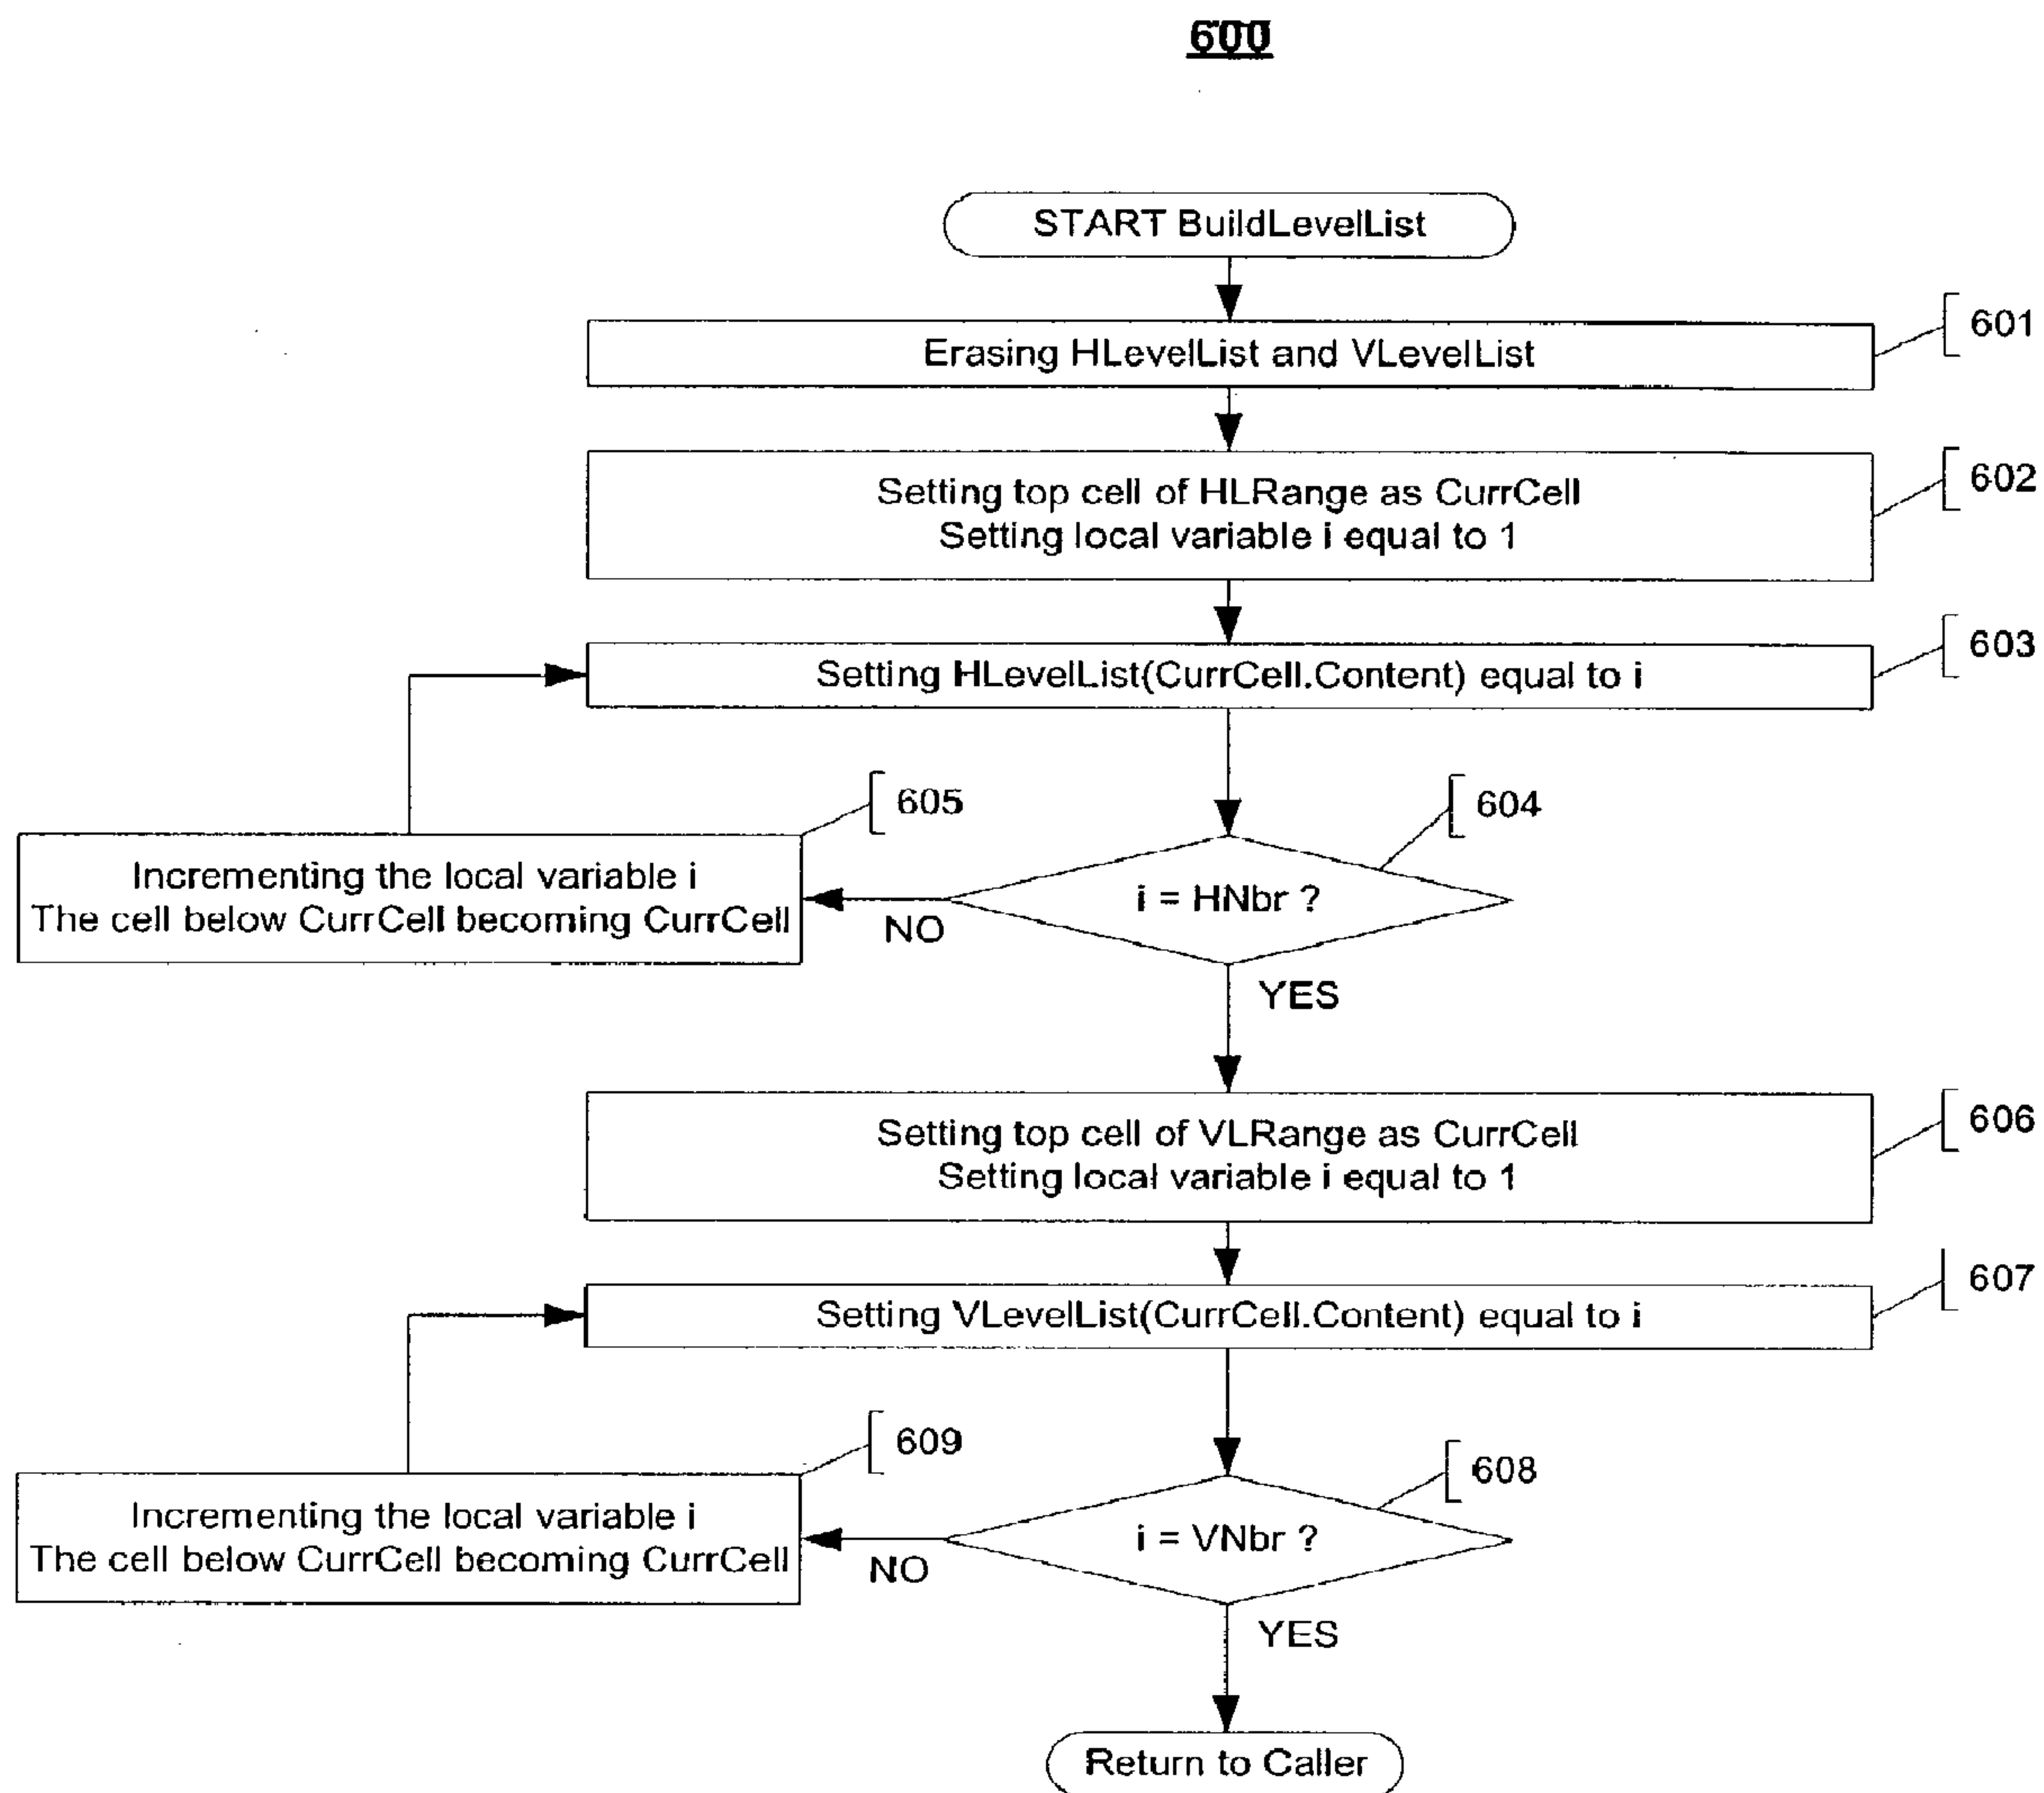 600
START BuildLevelList
601
Erasing HLevelList and VLevelList
602
Setting top cell of HLRange as CurrCell
Setting local variable i equal to 1
603
Setting HLevelList(CurrCell.Content) equal to i
605
604
Incrementing the local variable i
The cell below CurrCell becoming CurrCell
i = HNbr ?
NO
YES
606
Setting top cell of VLRange as CurrCell
Setting local variable i equal to 1
607
Setting VLevelList(CurrCell.Content) equal to i
609
608
Incrementing the local variable i
The cell below CurrCell becoming CurrCell
i = VNbr ?
NO
YES
Return to Caller